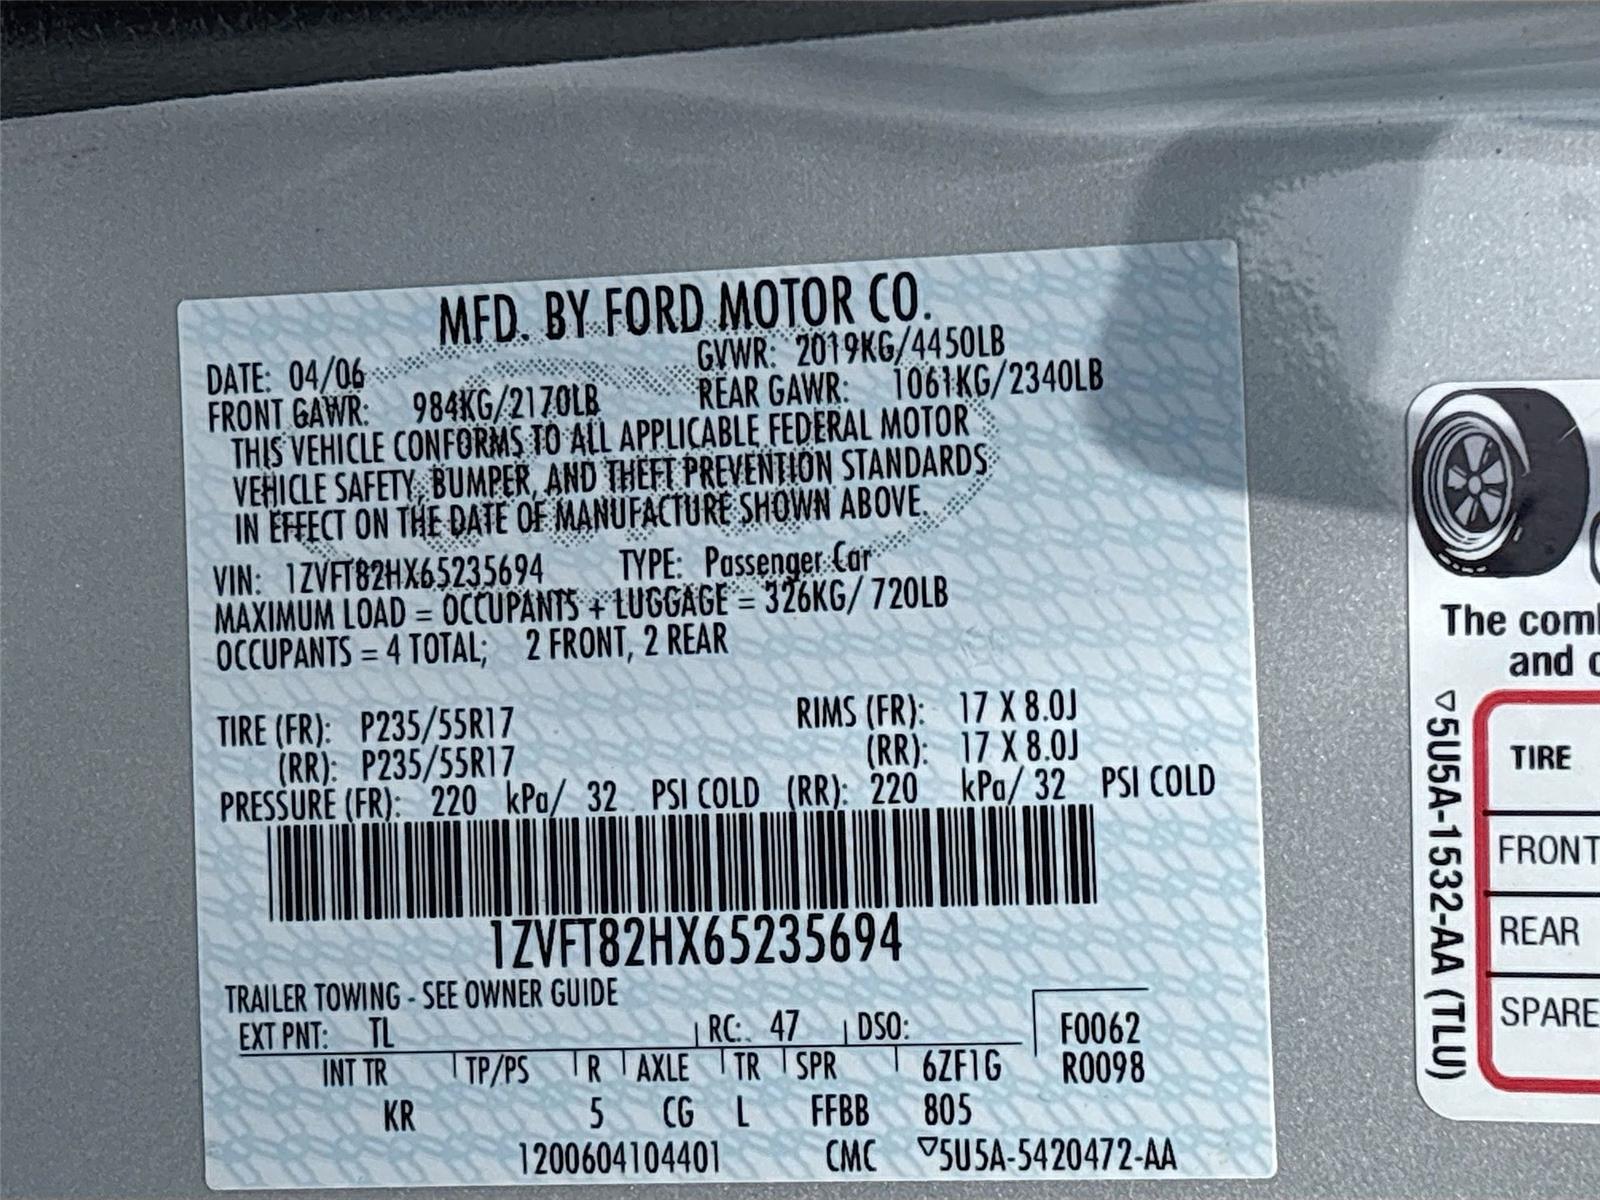 MFD. BY FORD MOTOR CO.
DATE: 04/06 GVWR: 2019KG/4450LB
FRONT GAWR: 984KG/2170LB REAR GAWR: 1061KG/2340LB
THIS VEHICLE CONFORMS TO ALL APPLICABLE FEDERAL MOTOR
VEHICLE SAFETY, BUMPER, AND THEFT PREVENTION STANDARDS
IN EFFECT ON THE DATE OF MANUFACTURE SHOWN ABOVE.
VIN: 1ZVFT82HX65235694 TYPE: Passenger Car
MAXIMUM LOAD = OCCUPANTS + LUGGAGE = 326KG/ 720LB
OCCUPANTS = 4 TOTAL; 2 FRONT, 2 REAR
TIRE (FR): P235/55R17 RIMS (FR): 17 X 8.0J
(RR): P235/55R17 (RR): 17 X 8.0J
PRESSURE (FR): 220 kPa/ 32 PSI COLD (RR): 220 kPa/ 32 PSI COLD
1ZVFT82HX65235694
TRAILER TOWING - SEE OWNER GUIDE
EXT PNT: TL RC: 47 DSO: F0062
INT TR TP/PS R AXLE TR SPR 6ZF1G R0098
KR 5 CG L FFBB 805
1200604104401 CMC ▽5U5A-5420472-AA
The com
and
▽5U5A-1532-AA (TLU)
TIRE
FRONT
REAR
SPARE